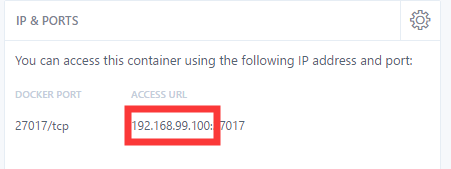 IP & PORTS
You can access this container using the following IP address and port:
DOCKER PORT ACCESS URL
27017/tcp 192.168.99.100:27017